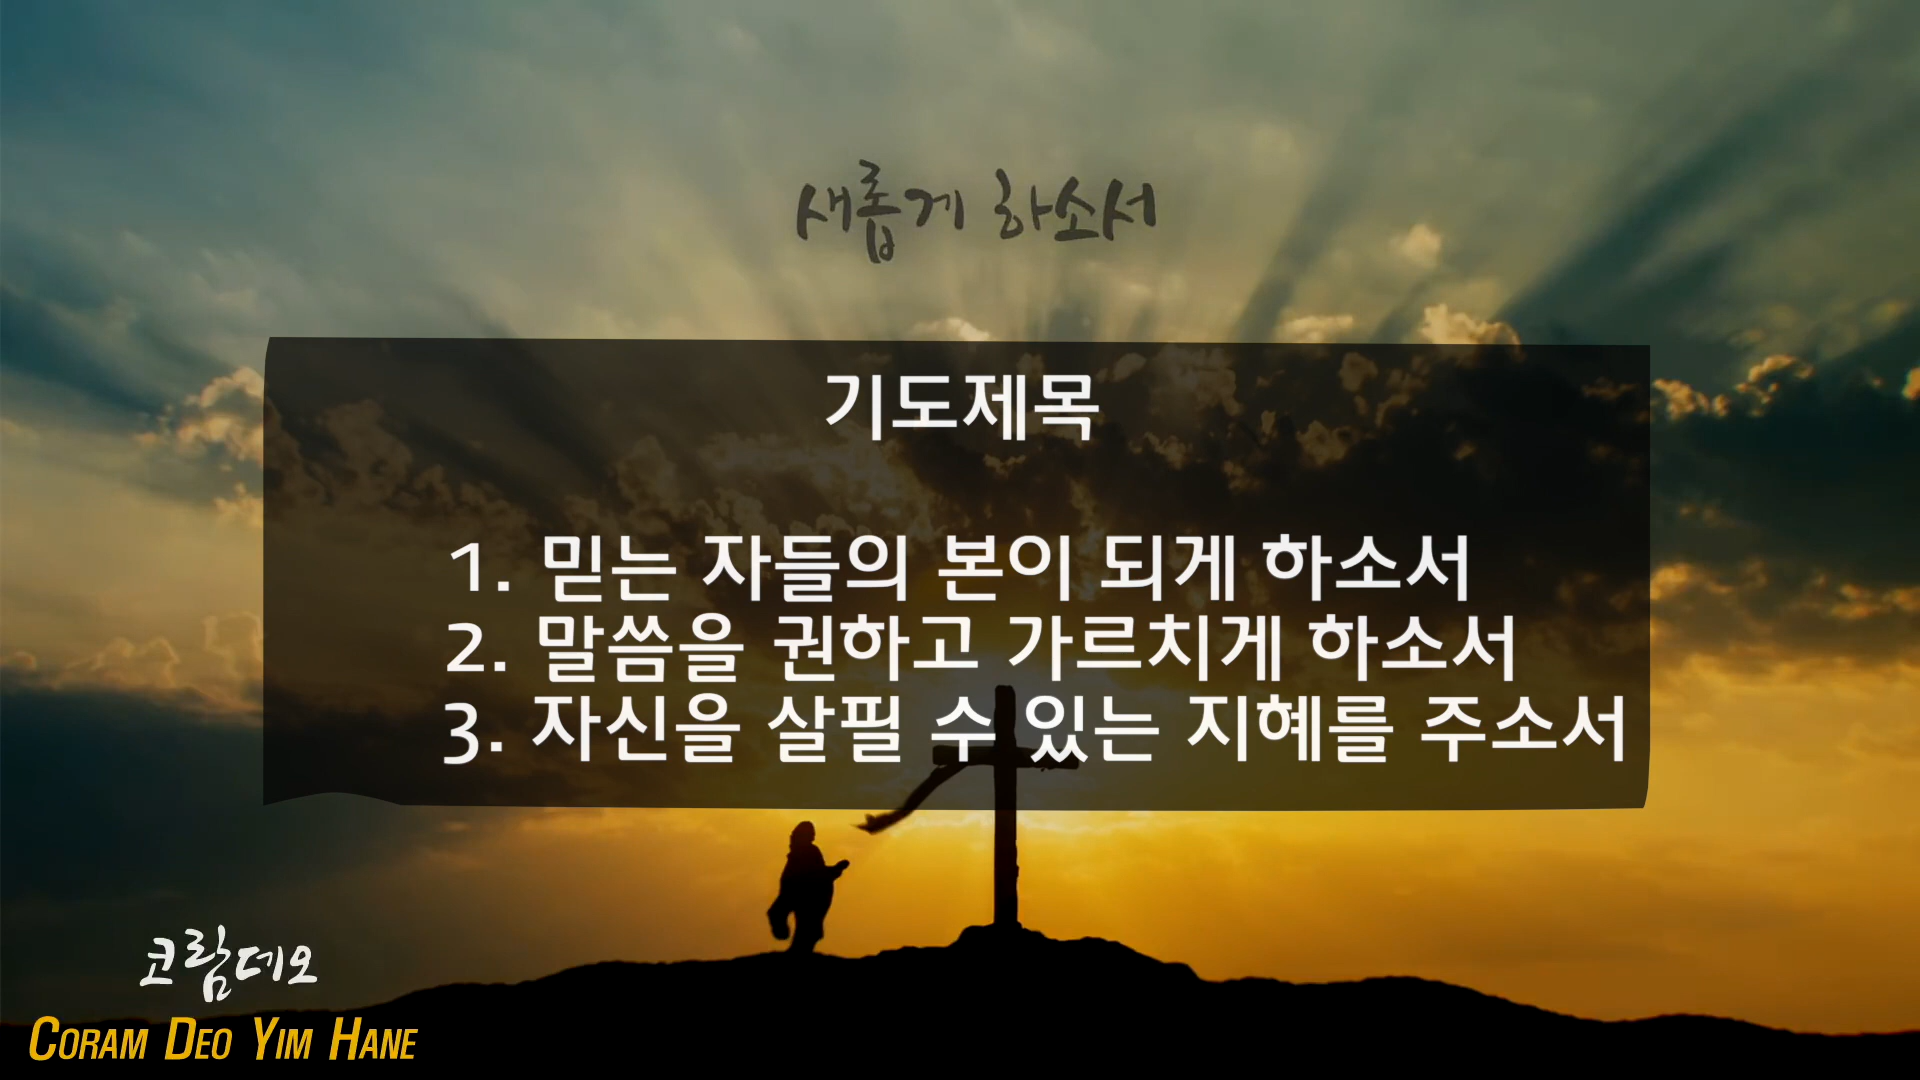 새롭게 하소서
기도제목
1. 믿는 자들의 본이 되게 하소서
2. 말씀을 권하고 가르치게 하소서
3. 자신을 살필 수 있는 지혜를 주소서
코람데오
CORAM DEO YIM HANE